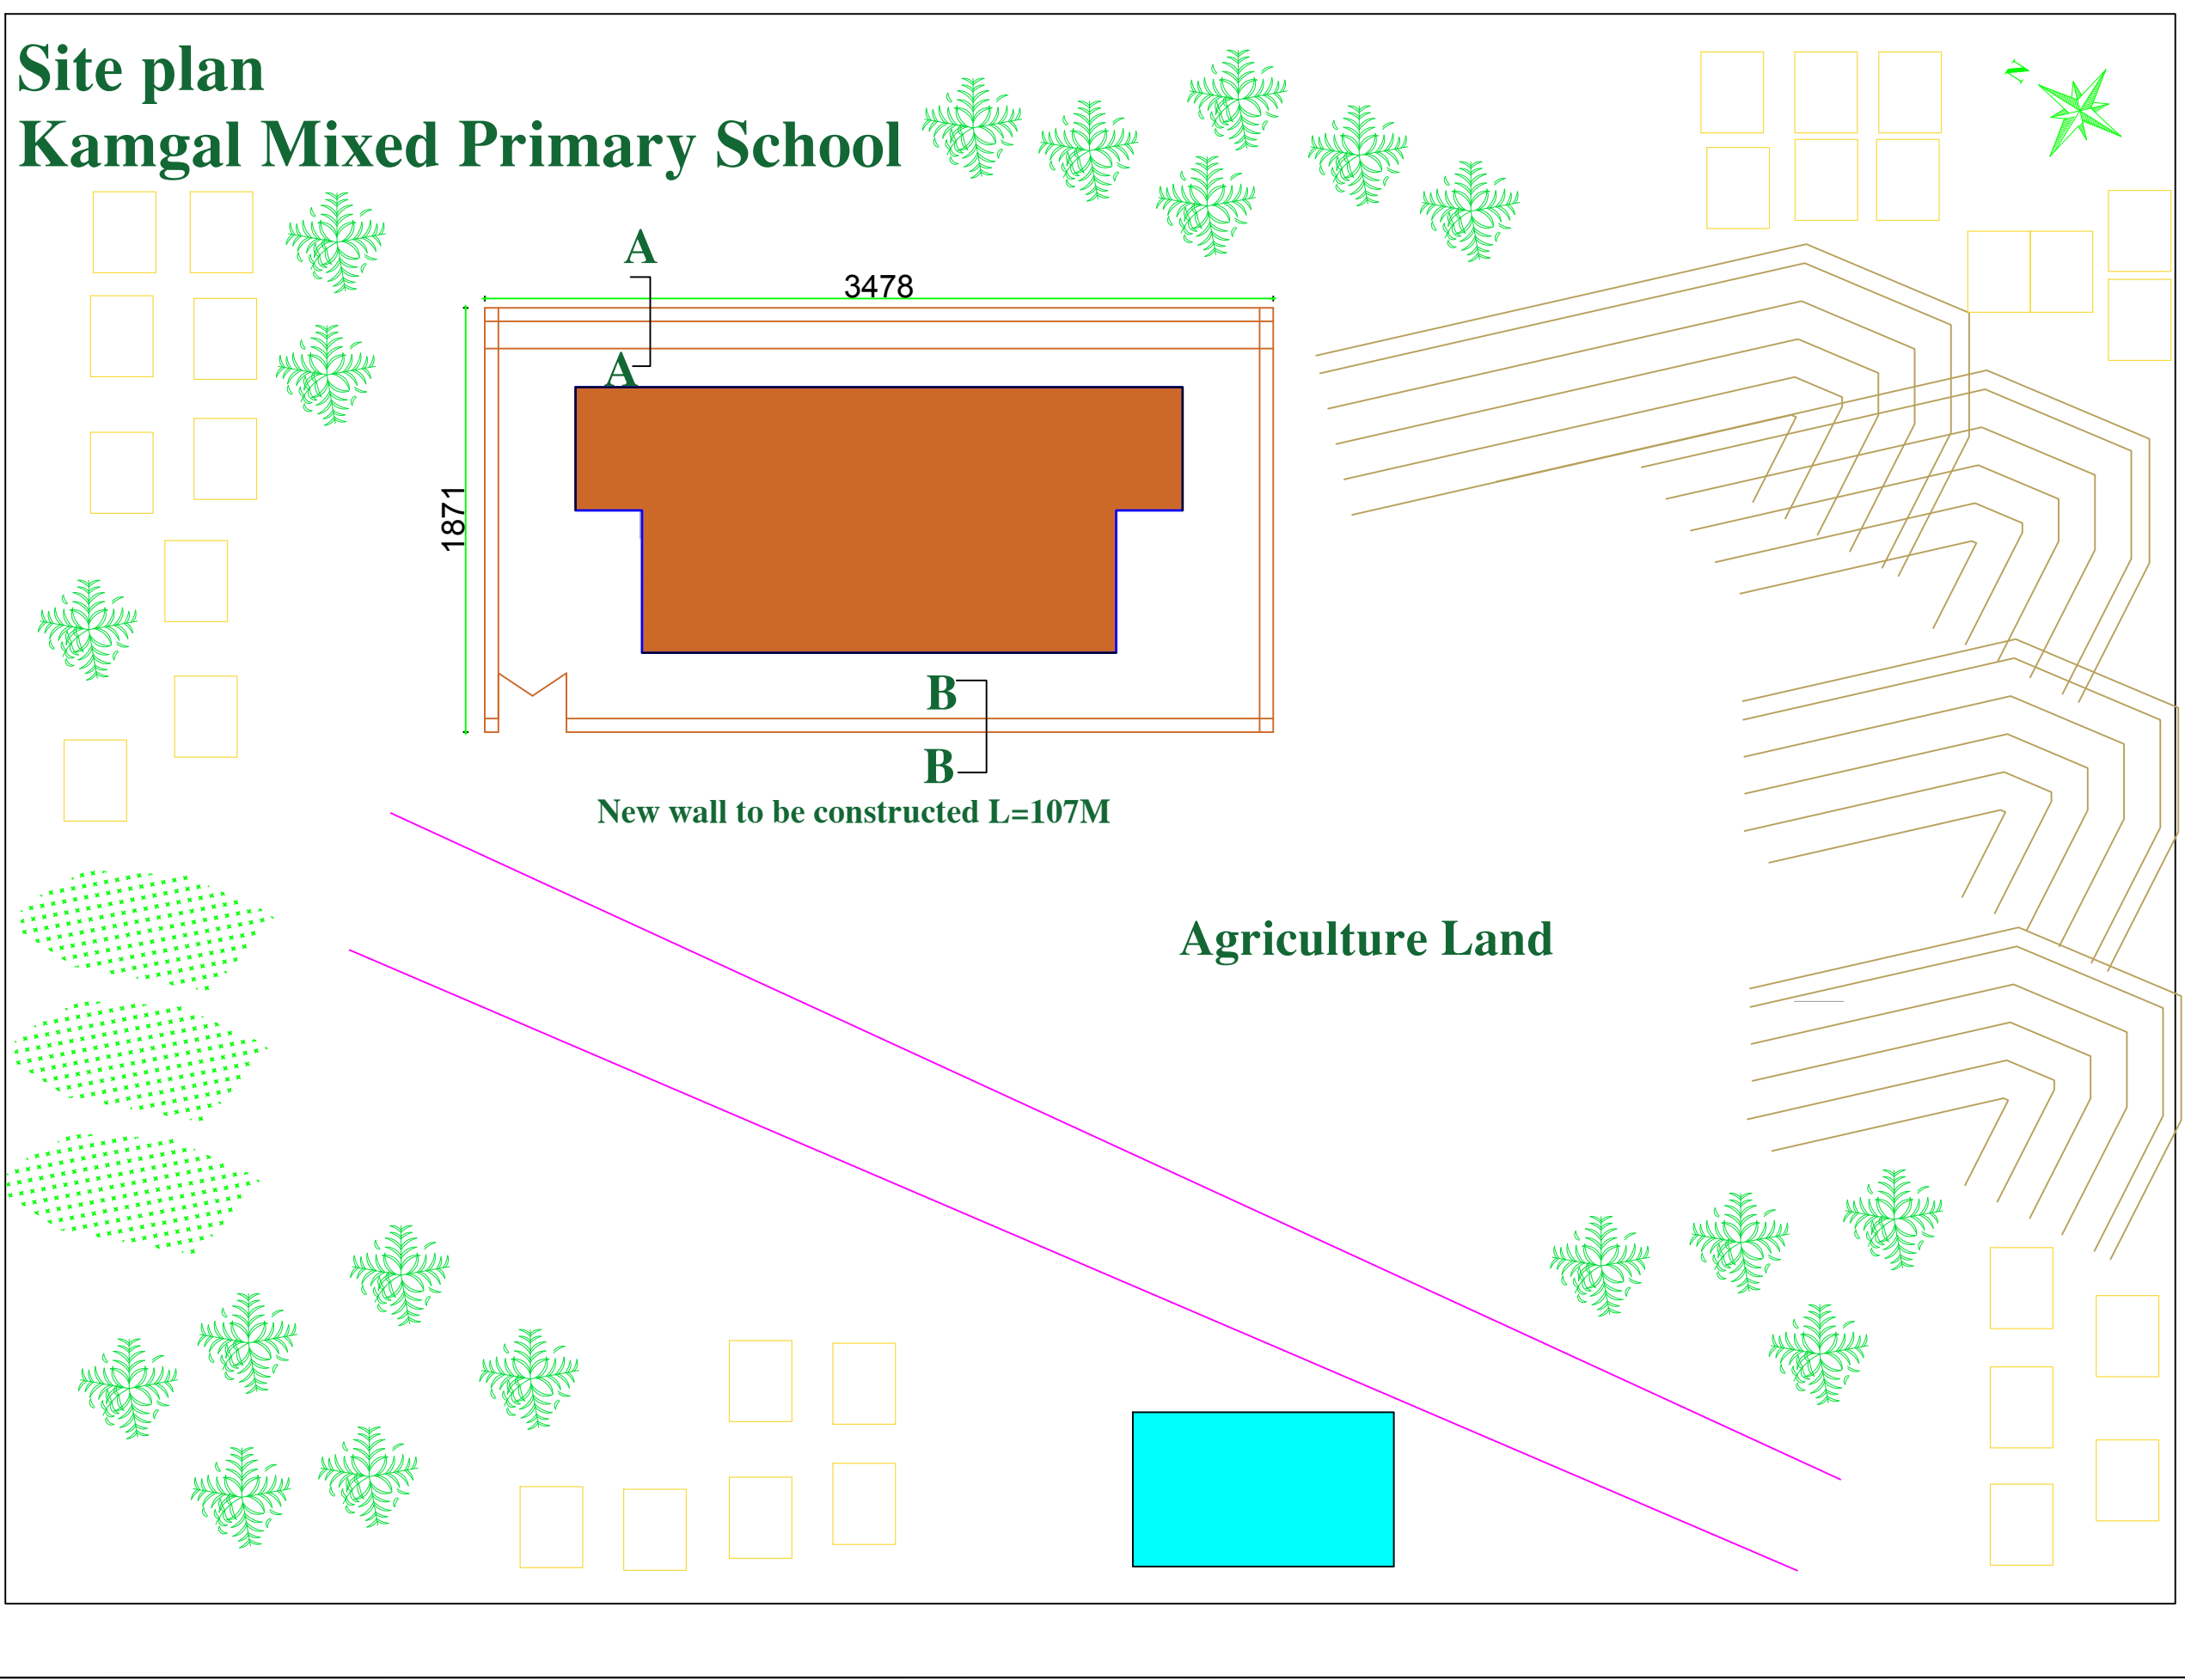 Site plan
Kamgal Mixed Primary School
N
A
3478
A
1871
B
B
New wall to be constructed L=107M
Agriculture Land